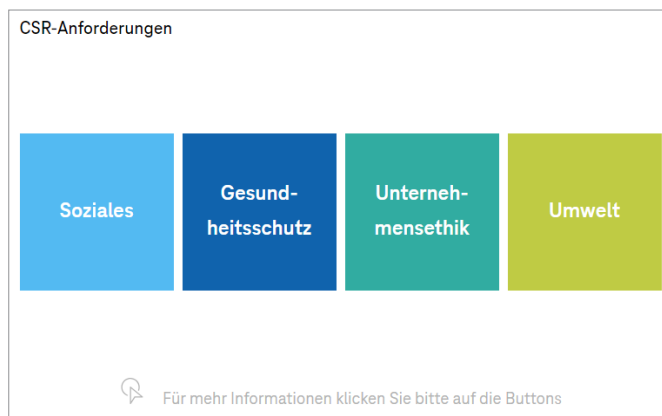 CSR-Anforderungen
Soziales
Gesund-
heitsschutz
Unterneh-
mensethik
Umwelt
Für mehr Informationen klicken Sie bitte auf die Buttons